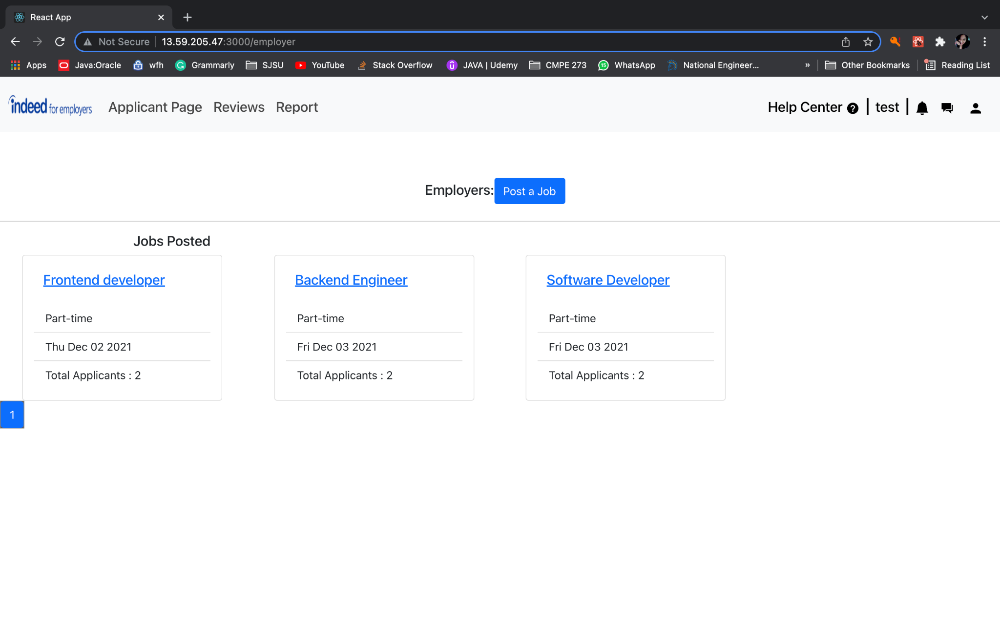 React App
Not Secure | 13.59.205.47:3000/employer
Apps Java:Oracle wfh Grammarly SJSU YouTube Stack Overflow JAVA | Udemy CMPE 273 15 WhatsApp National Engineer... » Other Bookmarks Reading List
indeed for employers Applicant Page Reviews Report Help Center ? | test |
Employers: Post a Job
Jobs Posted
Frontend developer
Part-time
Thu Dec 02 2021
Total Applicants : 2
Backend Engineer
Part-time
Fri Dec 03 2021
Total Applicants : 2
Software Developer
Part-time
Fri Dec 03 2021
Total Applicants : 2
1